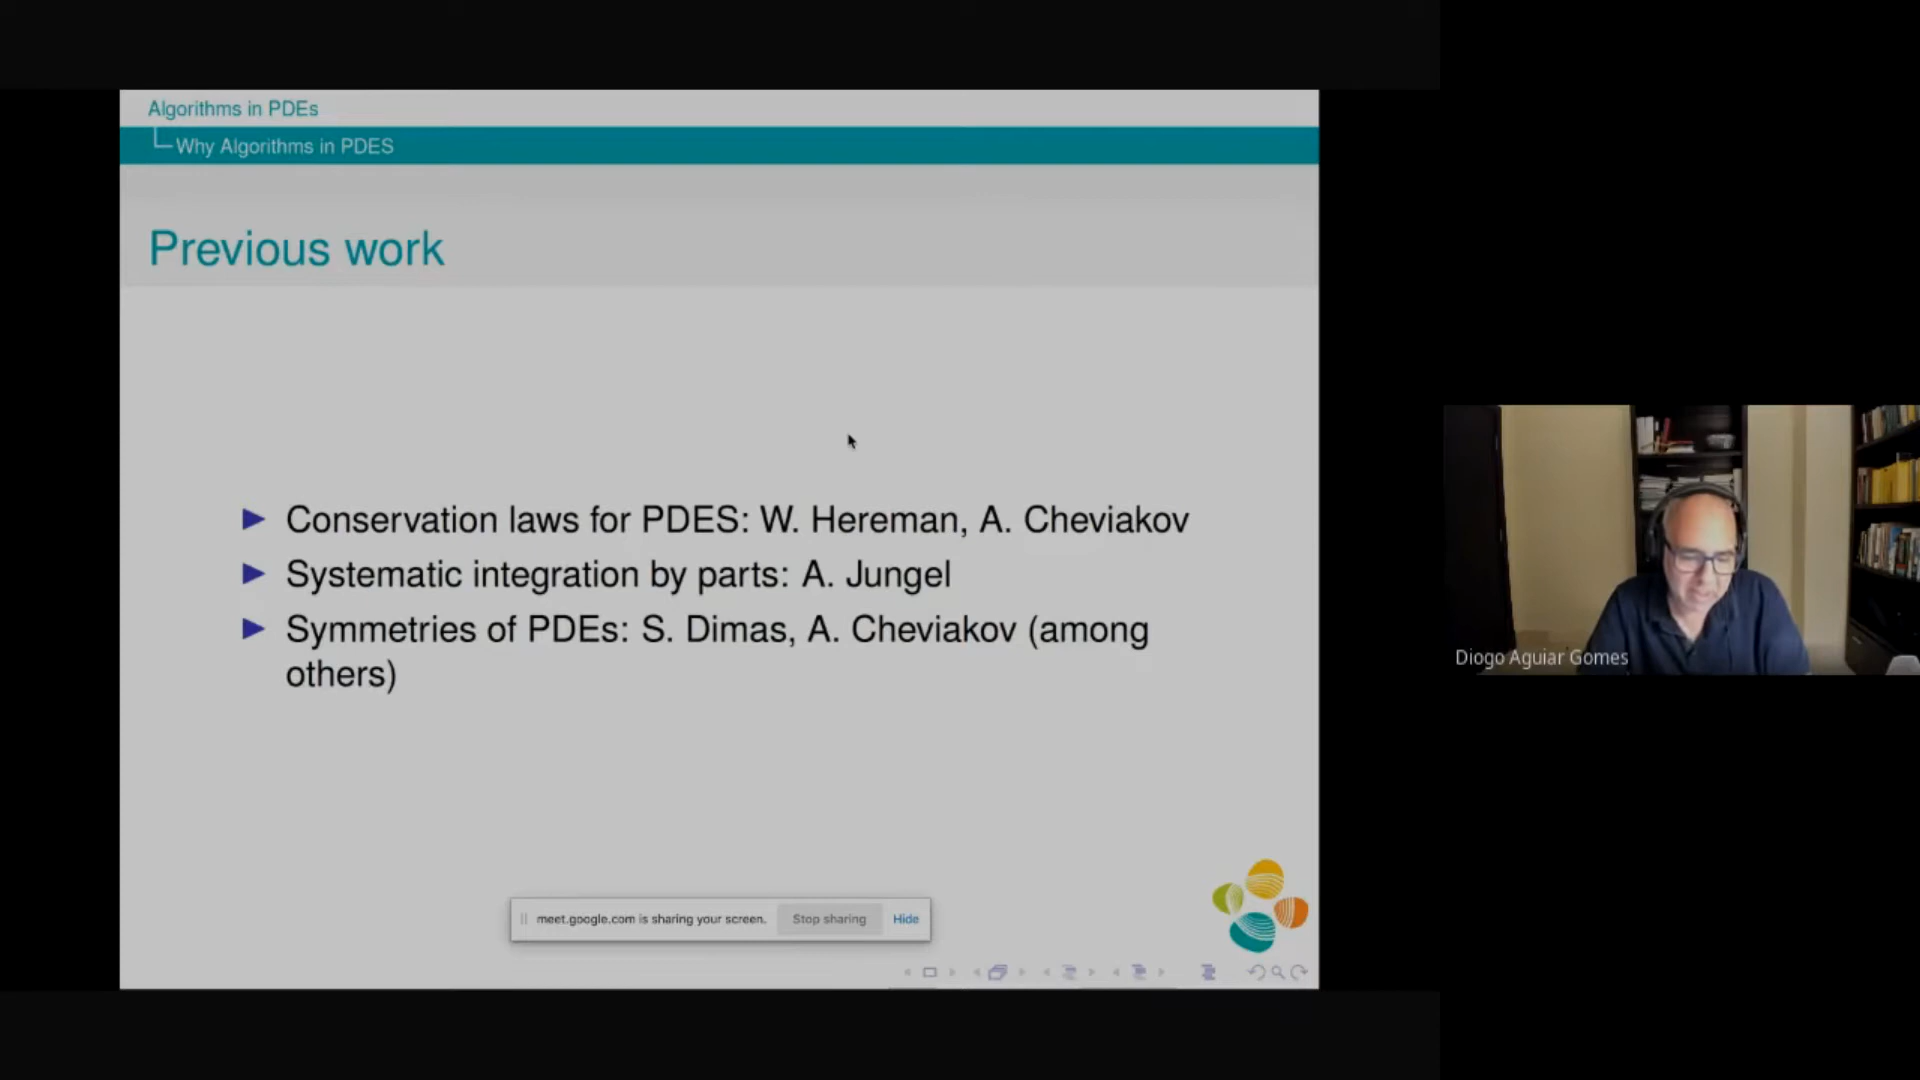 Algorithms in PDEs
Why Algorithms in PDES
Previous work
Conservation laws for PDES: W. Hereman, A. Cheviakov
Systematic integration by parts: A. Jungel
Symmetries of PDEs: S. Dimas, A. Cheviakov (among
others)
meet.google.com is sharing your screen. Stop sharing Hide
Diogo Aguiar Gomes